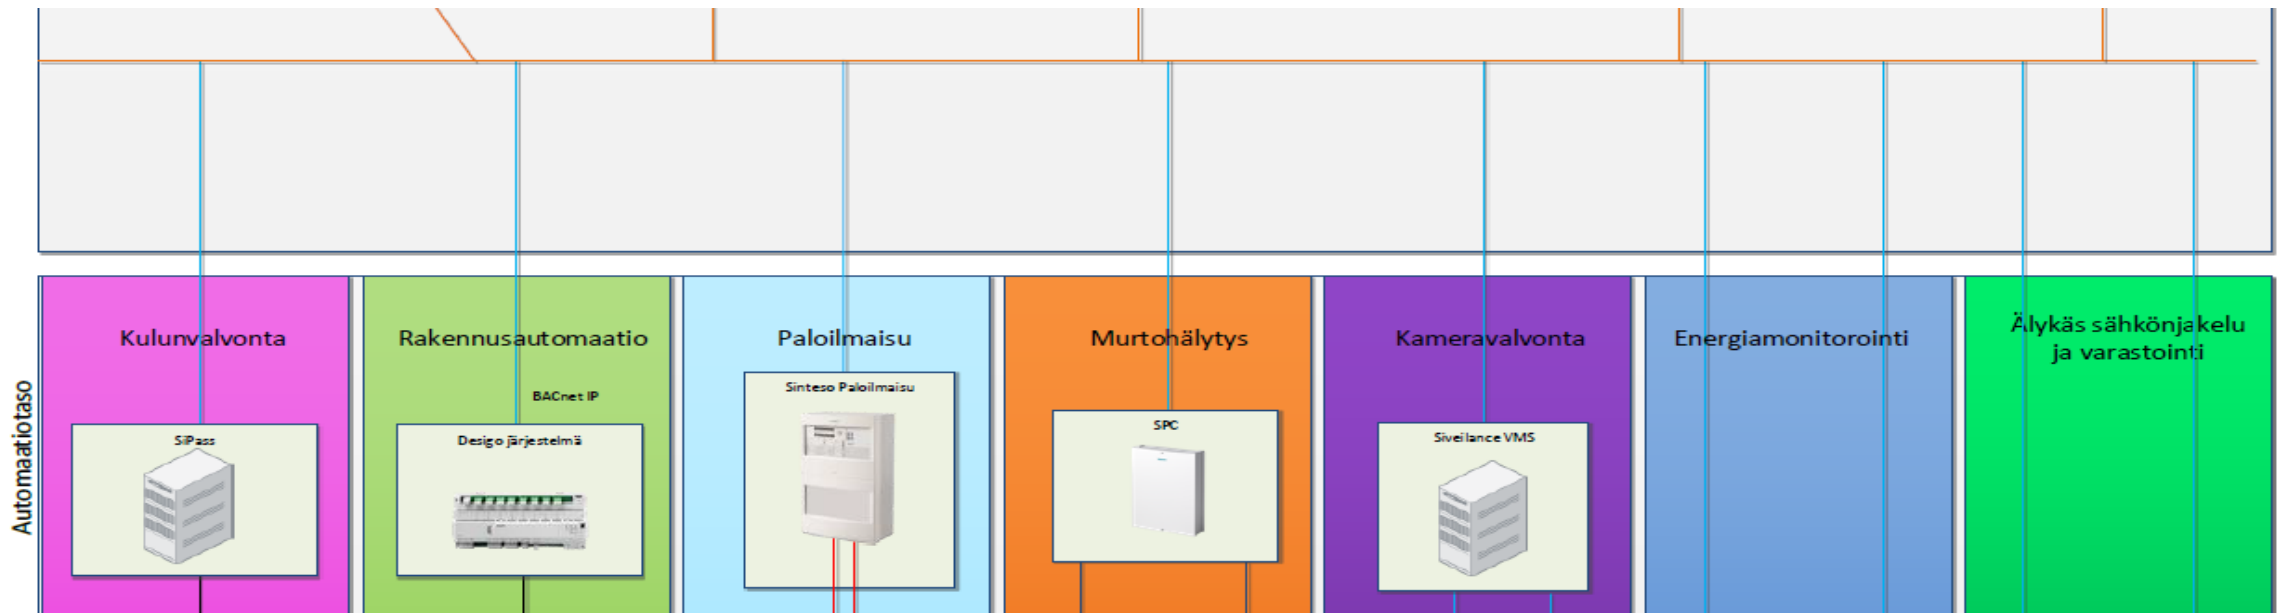 Kulunvalvonta
Rakennusautomaatio
Paloilmaisu
Murtohälytys
Kameravalvonta
Energiamonitorointi
Älykäs sähkönjakelu
ja varastointi
Automaatiotaso
BACnet IP
SiPass
Desigo järjestelmä
Sinteso Paloilmaisu
SPC
Siveilance VMS